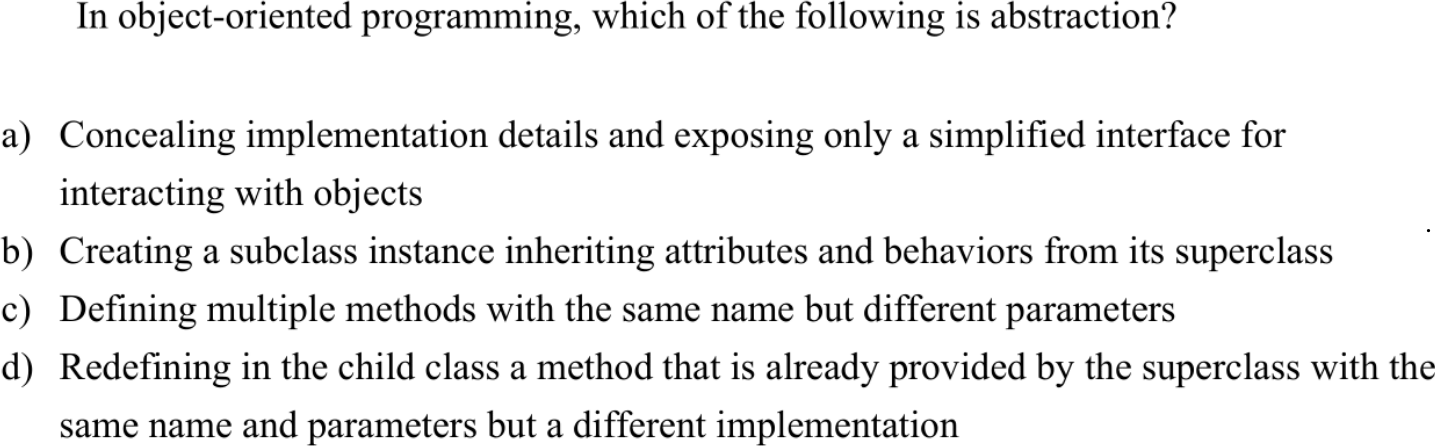 In object-oriented programming, which of the following is abstraction?
a) Concealing implementation details and exposing only a simplified interface for
interacting with objects
b) Creating a subclass instance inheriting attributes and behaviors from its superclass
c) Defining multiple methods with the same name but different parameters
d) Redefining in the child class a method that is already provided by the superclass with the
same name and parameters but a different implementation